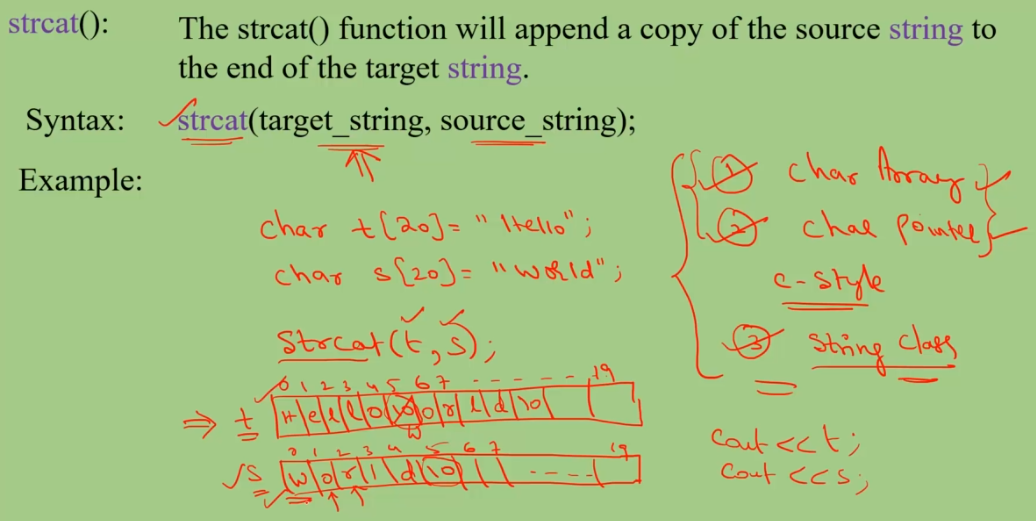 strcat(): The strcat() function will append a copy of the source string to
the end of the target string.
Syntax: strcat(target_string, source_string);
Example:
char t[20]= "Hello";
char s[20]= "World";
strcat(t, s);
0 1 2 3 4 5 6 7 - - - - - - 19
⇒ t H e l l o \0 o r l d \0
W
0 1 2 3 4 5 6 7 19
s W o r l d \0 - - - -
1 char Array
2 char pointer
c-style
3 string class
cout << t;
cout << s;